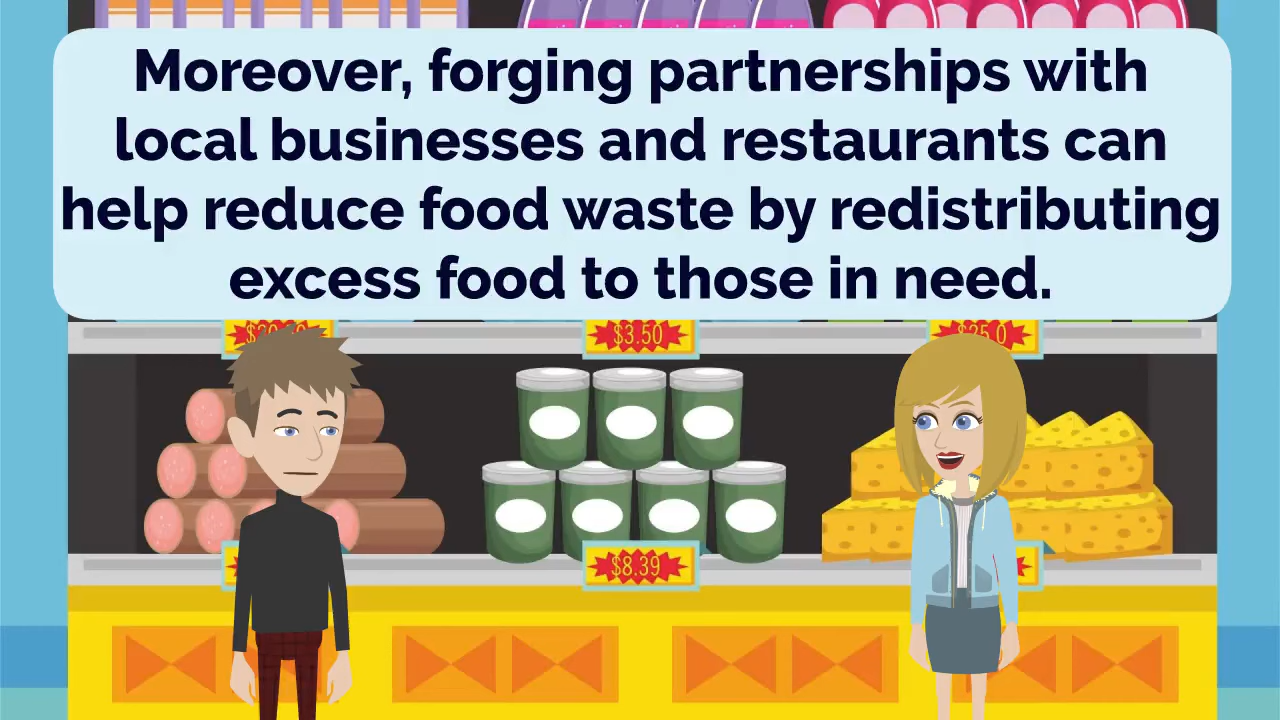 Moreover, forging partnerships with
local businesses and restaurants can
help reduce food waste by redistributing
excess food to those in need.
$3.50
$8.39